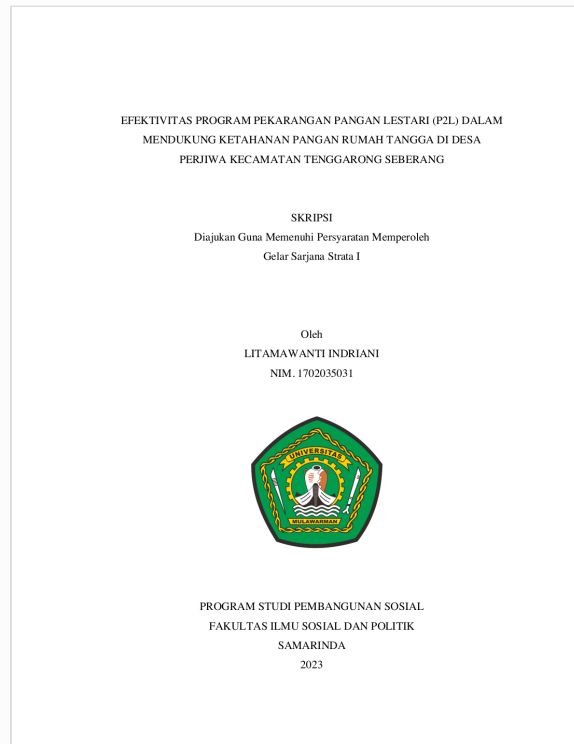 EFEKTIVITAS PROGRAM PEKARANGAN PANGAN LESTARI (P2L) DALAM
MENDUKUNG KETAHANAN PANGAN RUMAH TANGGA DI DESA
PERJIWA KECAMATAN TENGGARONG SEBERANG
SKRIPSI
Diajukan Guna Memenuhi Persyaratan Memperoleh
Gelar Sarjana Strata I
Oleh
LITAMAWANTI INDRIANI
NIM. 1702035031
UNIVERSITAS
MULAWARMAN
PROGRAM STUDI PEMBANGUNAN SOSIAL
FAKULTAS ILMU SOSIAL DAN POLITIK
SAMARINDA
2023